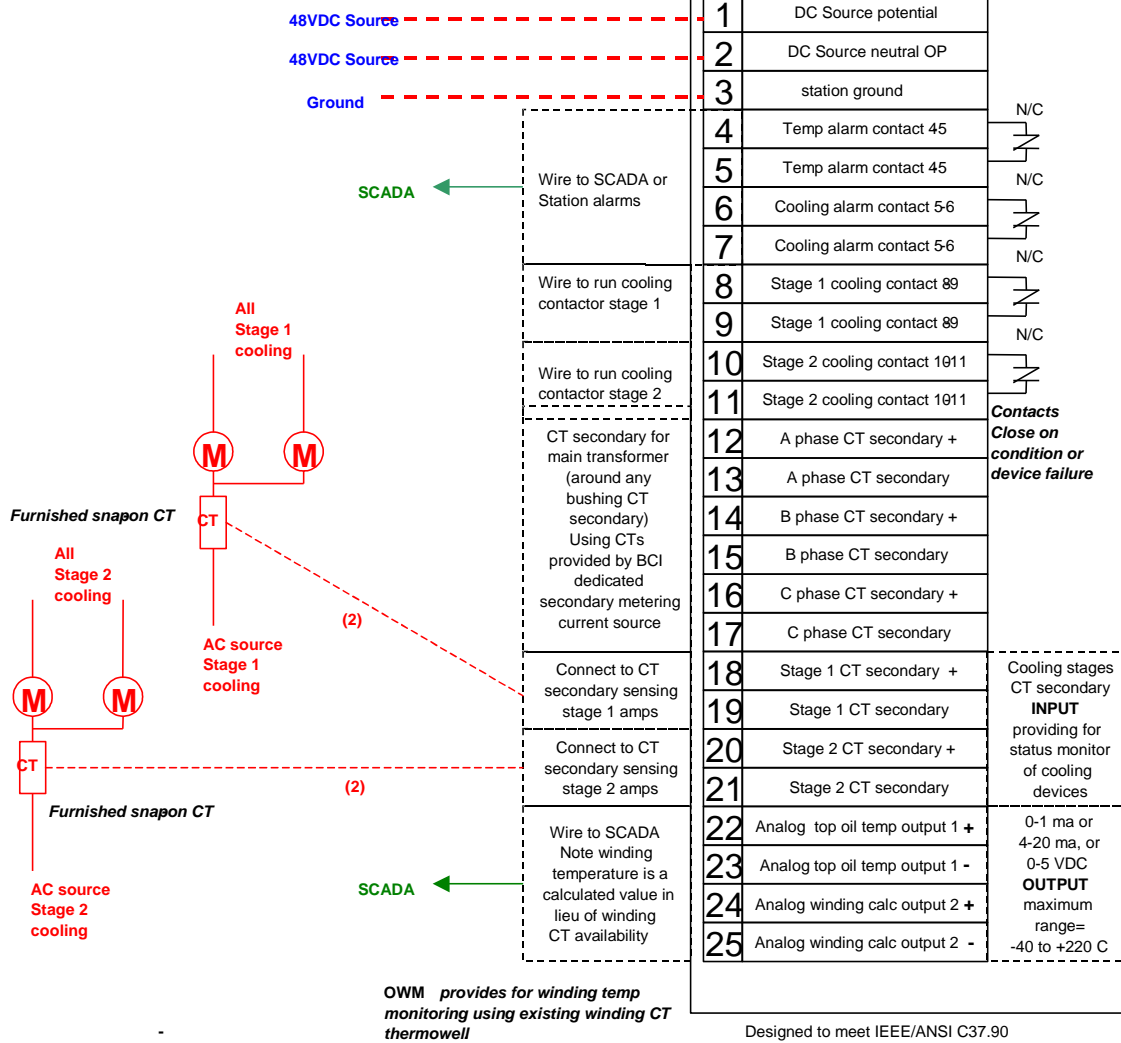 48VDC Source
48VDC Source
Ground
1 DC Source potential
2 DC Source neutral OP
3 station ground
4 Temp alarm contact 45
5 Temp alarm contact 45
6 Cooling alarm contact 5-6
7 Cooling alarm contact 5-6
8 Stage 1 cooling contact 89
9 Stage 1 cooling contact 89
10 Stage 2 cooling contact 1011
11 Stage 2 cooling contact 1011
12 A phase CT secondary +
13 A phase CT secondary
14 B phase CT secondary +
15 B phase CT secondary
16 C phase CT secondary +
17 C phase CT secondary
18 Stage 1 CT secondary +
19 Stage 1 CT secondary
20 Stage 2 CT secondary +
21 Stage 2 CT secondary
22 Analog top oil temp output 1 +
23 Analog top oil temp output 1 -
24 Analog winding calc output 2 +
25 Analog winding calc output 2 -
N/C
N/C
N/C
N/C
Contacts
Close on
condition or
device failure
Cooling stages
CT secondary
INPUT
providing for
status monitor
of cooling
devices
0-1 ma or
4-20 ma, or
0-5 VDC
OUTPUT
maximum
range=
-40 to +220 C
SCADA
Wire to SCADA or
Station alarms
Wire to run cooling
contactor stage 1
Wire to run cooling
contactor stage 2
CT secondary for
main transformer
(around any
bushing CT
secondary)
Using CTs
provided by BCI
dedicated
secondary metering
current source
Connect to CT
secondary sensing
stage 1 amps
Connect to CT
secondary sensing
stage 2 amps
Wire to SCADA
Note winding
temperature is a
calculated value in
lieu of winding
CT availability
SCADA
All
Stage 1
cooling
M
M
CT
Furnished snapon CT
(2)
AC source
Stage 1
cooling
All
Stage 2
cooling
M
M
CT
(2)
Furnished snapon CT
AC source
Stage 2
cooling
OWM provides for winding temp
monitoring using existing winding CT
thermowell
-
Designed to meet IEEE/ANSI C37.90